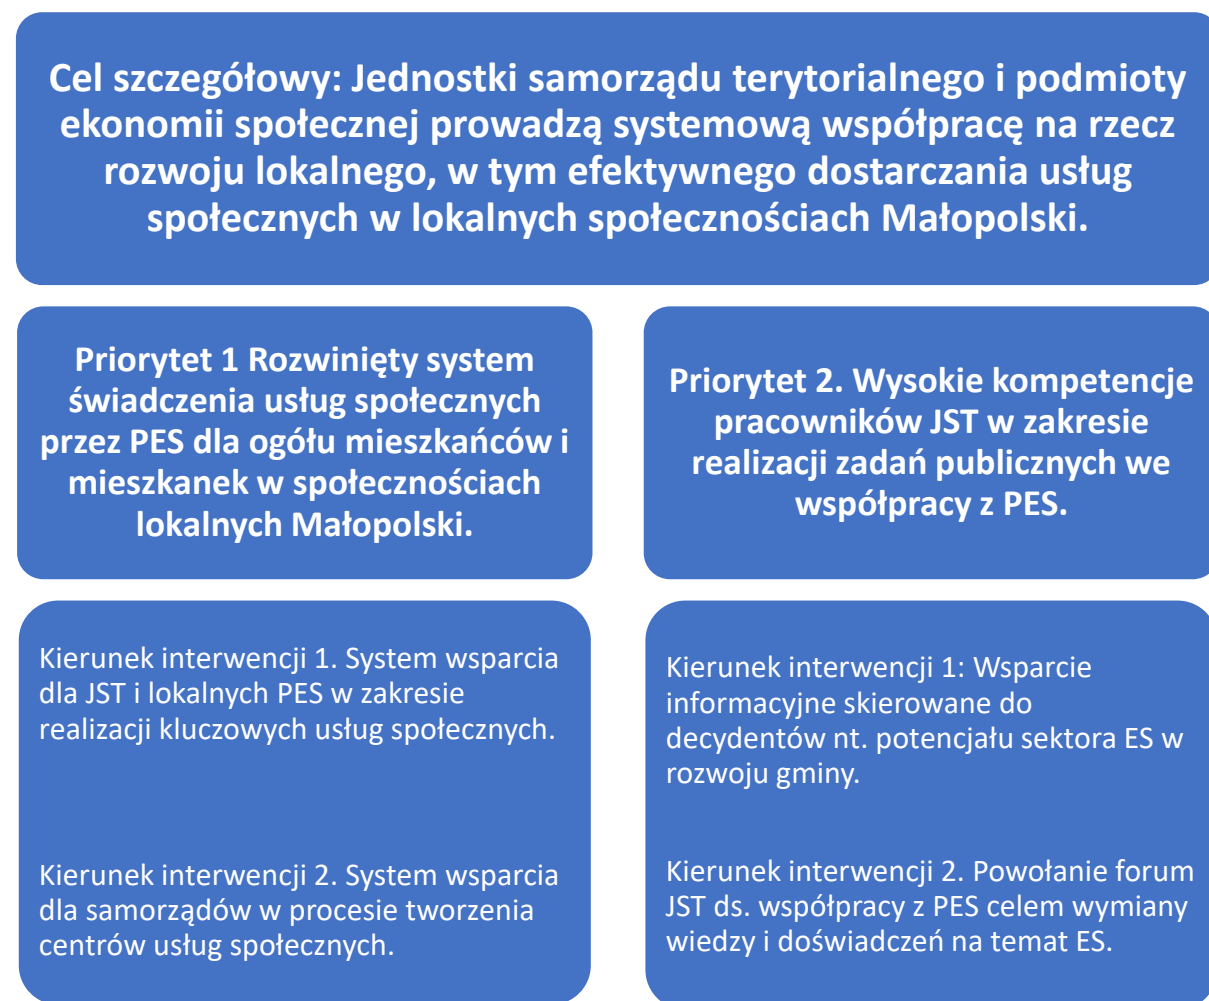 Cel szczegółowy: Jednostki samorządu terytorialnego i podmioty
ekonomii społecznej prowadzą systemową współpracę na rzecz
rozwoju lokalnego, w tym efektywnego dostarczania usług
społecznych w lokalnych społecznościach Małopolski.
Priorytet 1 Rozwinięty system
świadczenia usług społecznych
przez PES dla ogółu mieszkańców i
mieszkanek w społecznościach
lokalnych Małopolski.
Kierunek interwencji 1. System wsparcia
dla JST i lokalnych PES w zakresie
realizacji kluczowych usług społecznych.
Kierunek interwencji 2. System wsparcia
dla samorządów w procesie tworzenia
centrów usług społecznych.
Priorytet 2. Wysokie kompetencje
pracowników JST w zakresie
realizacji zadań publicznych we
współpracy z PES.
Kierunek interwencji 1: Wsparcie
informacyjne skierowane do
decydentów nt. potencjału sektora ES w
rozwoju gminy.
Kierunek interwencji 2. Powołanie forum
JST ds. współpracy z PES celem wymiany
wiedzy i doświadczeń na temat ES.